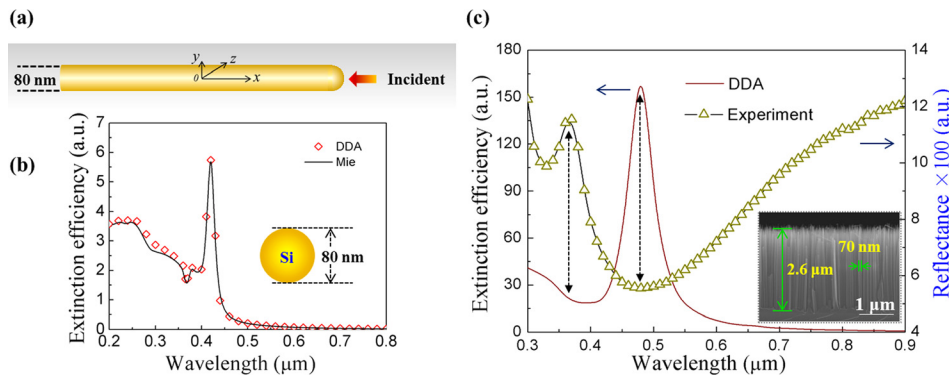 (a)
80 nm
y
z
0
x
Incident
(b)
Extinction efficiency (a.u.)
7
6
5
4
3
2
1
0
DDA
Mie
Si
80 nm
0.2 0.3 0.4 0.5 0.6 0.7 0.8
Wavelength (μm)
(c)
Extinction efficiency (a.u.)
180
150
120
90
60
30
0
DDA
Experiment
14
12
10
8
6
4
Reflectance ×100 (a.u.)
70 nm
2.6 μm
1 μm
0.3 0.4 0.5 0.6 0.7 0.8 0.9
Wavelength (μm)